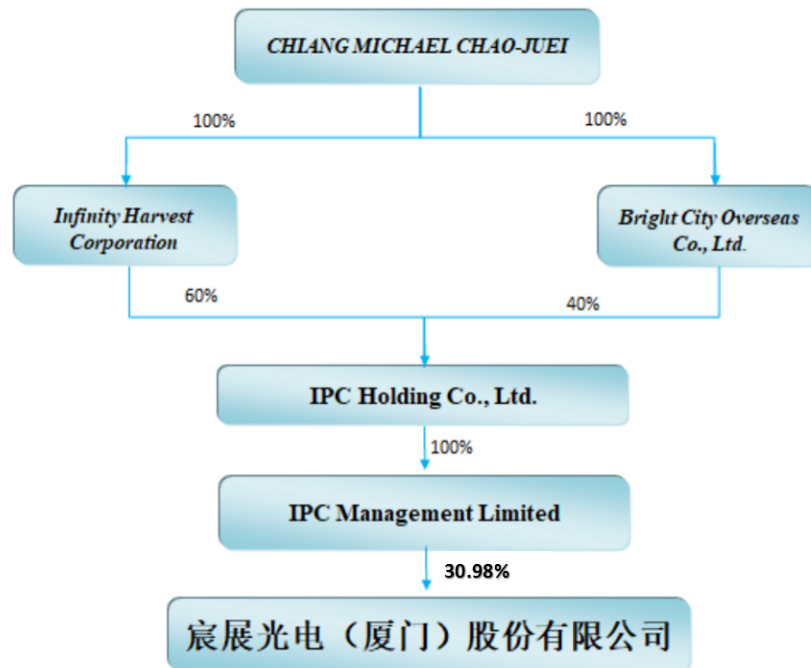 CHIANG MICHAEL CHAO-JUEI
100%
100%
Infinity Harvest
Corporation
Bright City Overseas
Co., Ltd.
60%
40%
IPC Holding Co., Ltd.
100%
IPC Management Limited
30.98%
宸展光电（厦门）股份有限公司